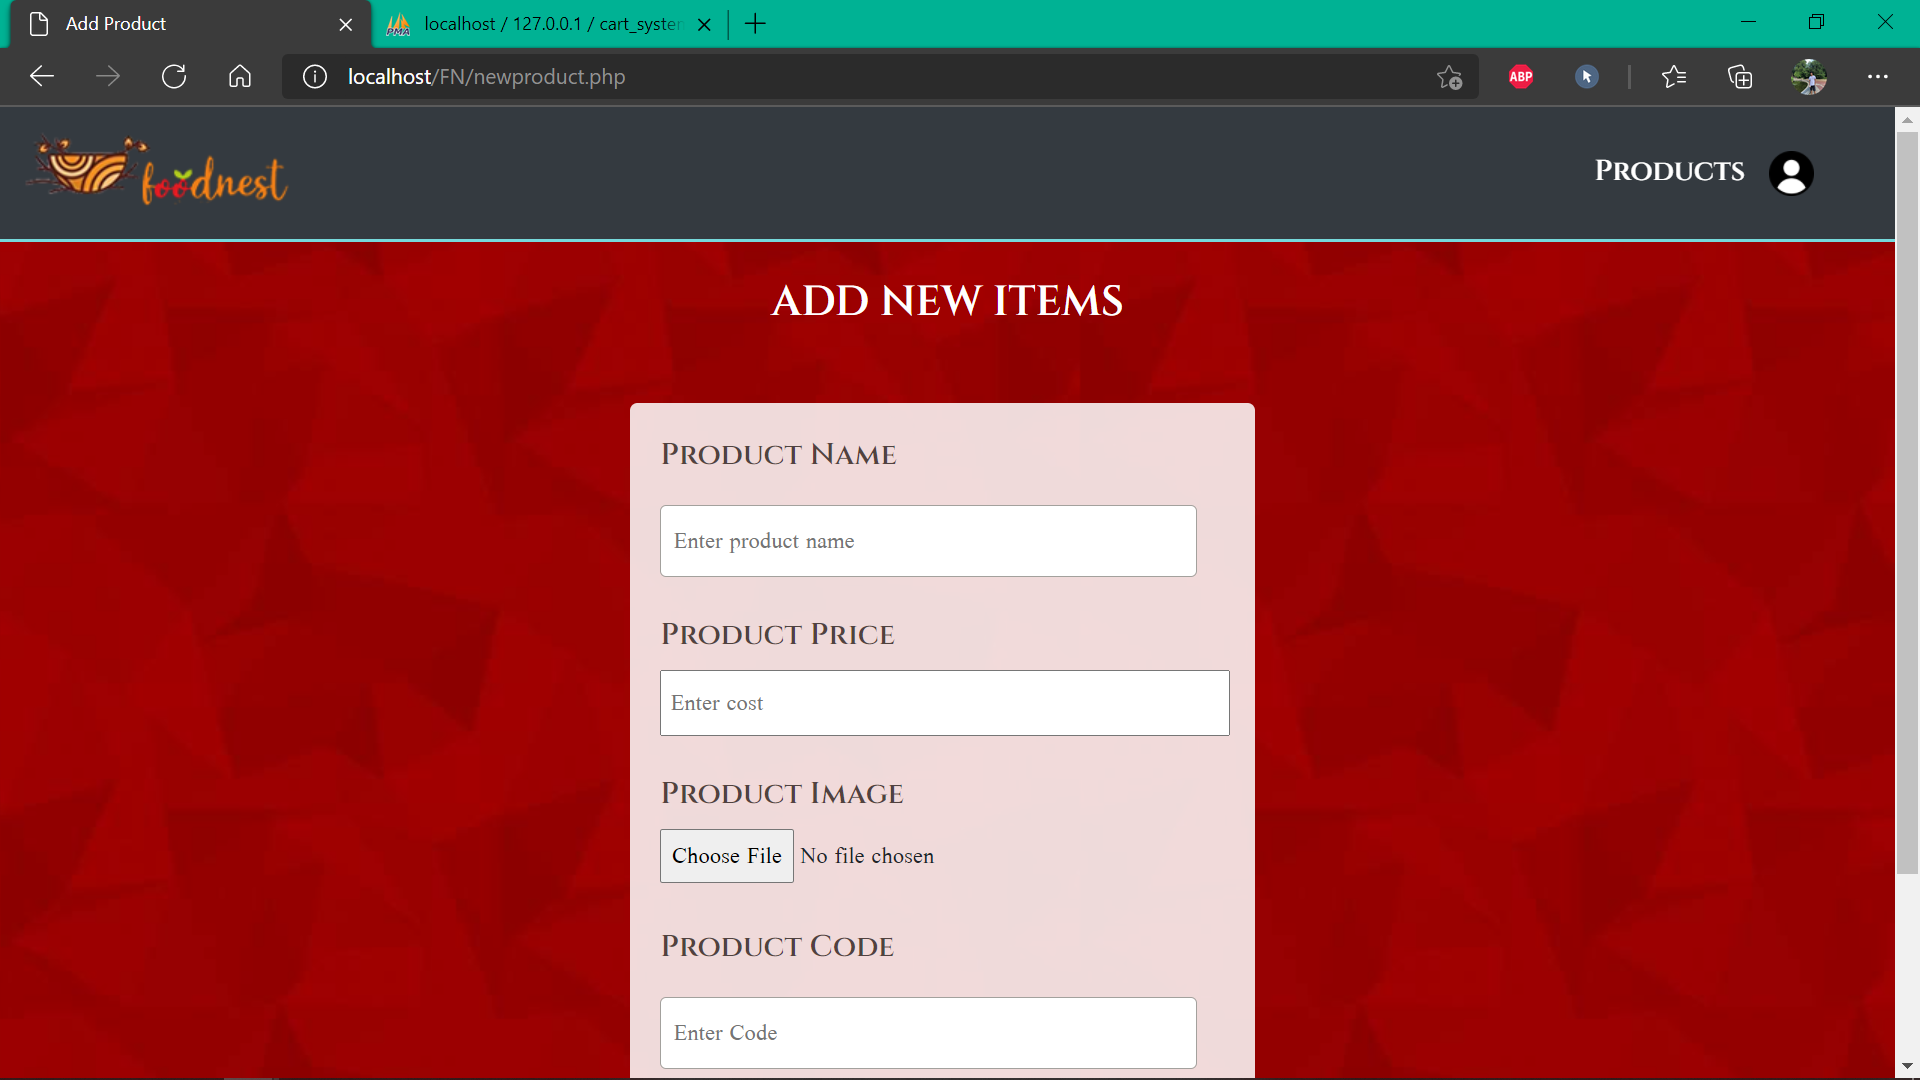 Add Product
localhost / 127.0.0.1 / cart_system
localhost/FN/newproduct.php
ABP
foodnest
Products
ADD NEW ITEMS
Product Name
Enter product name
Product Price
Enter cost
Product Image
Choose File No file chosen
Product Code
Enter Code